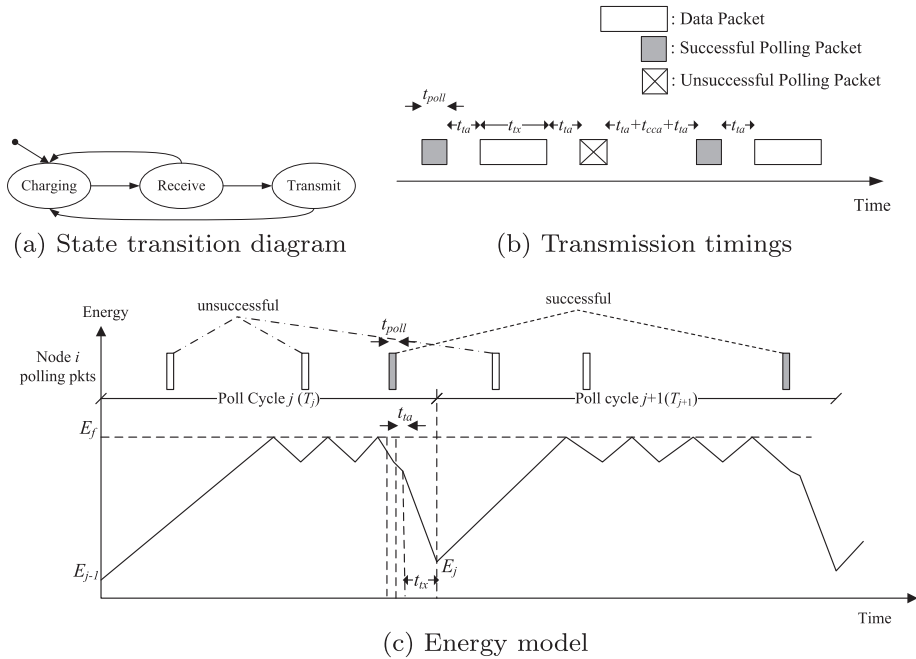 : Data Packet
: Successful Polling Packet
: Unsuccessful Polling Packet
t_poll
t_ta
t_tx
t_ta
t_ta+t_cca+t_ta
t_ta
Charging
Receive
Transmit
Time
(a) State transition diagram
(b) Transmission timings
Energy
unsuccessful
successful
t_poll
Node i
polling pkts
Poll Cycle j (T_j)
Poll cycle j+1(T_j+1)
t_ta
E_f
E_j-1
E_j
t_tx
Time
(c) Energy model